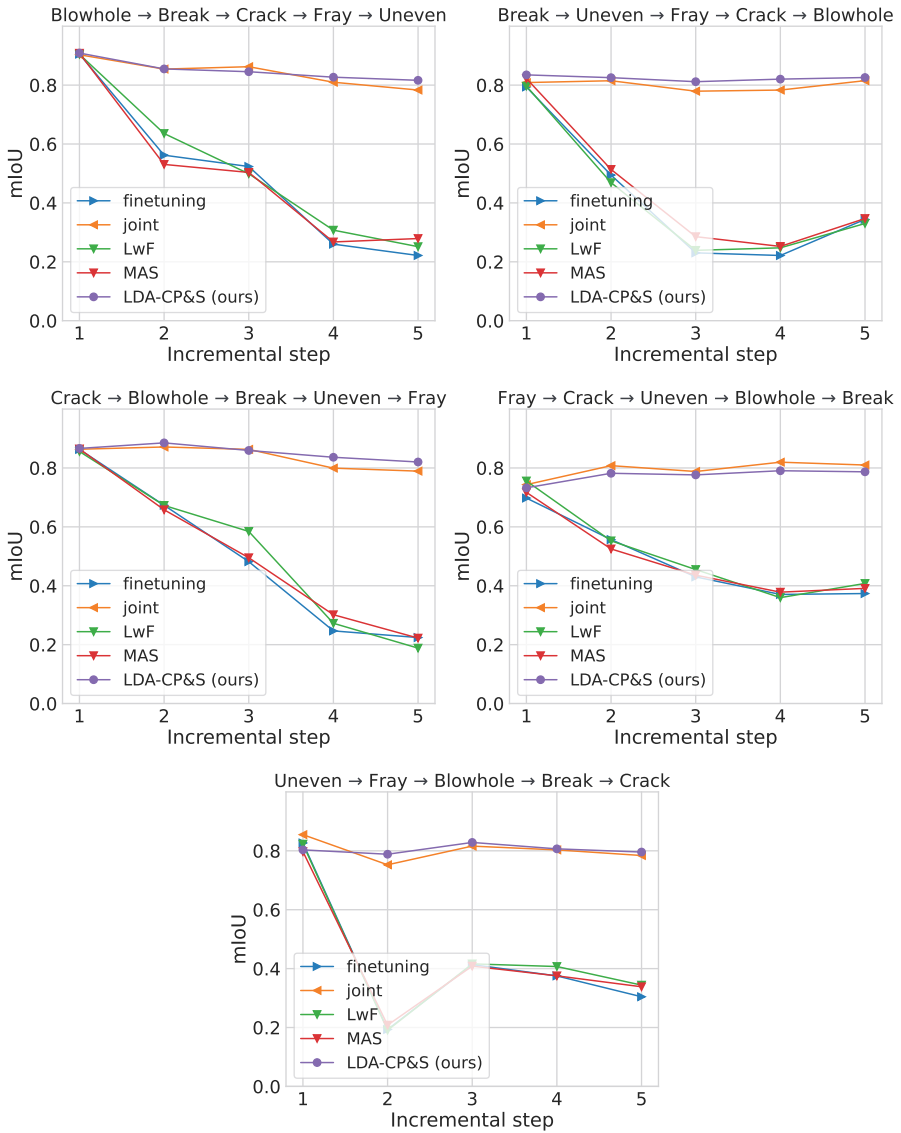 Blowhole → Break → Crack → Fray → Uneven
mIoU
0.8
0.6
0.4
0.2
0.0
finetuning
joint
LwF
MAS
LDA-CP&S (ours)
1 2 3 4 5
Incremental step
Break → Uneven → Fray → Crack → Blowhole
mIoU
0.8
0.6
0.4
0.2
0.0
finetuning
joint
LwF
MAS
LDA-CP&S (ours)
1 2 3 4 5
Incremental step
Crack → Blowhole → Break → Uneven → Fray
mIoU
0.8
0.6
0.4
0.2
0.0
finetuning
joint
LwF
MAS
LDA-CP&S (ours)
1 2 3 4 5
Incremental step
Fray → Crack → Uneven → Blowhole → Break
mIoU
0.8
0.6
0.4
0.2
0.0
finetuning
joint
LwF
MAS
LDA-CP&S (ours)
1 2 3 4 5
Incremental step
Uneven → Fray → Blowhole → Break → Crack
mIoU
0.8
0.6
0.4
0.2
0.0
finetuning
joint
LwF
MAS
LDA-CP&S (ours)
1 2 3 4 5
Incremental step